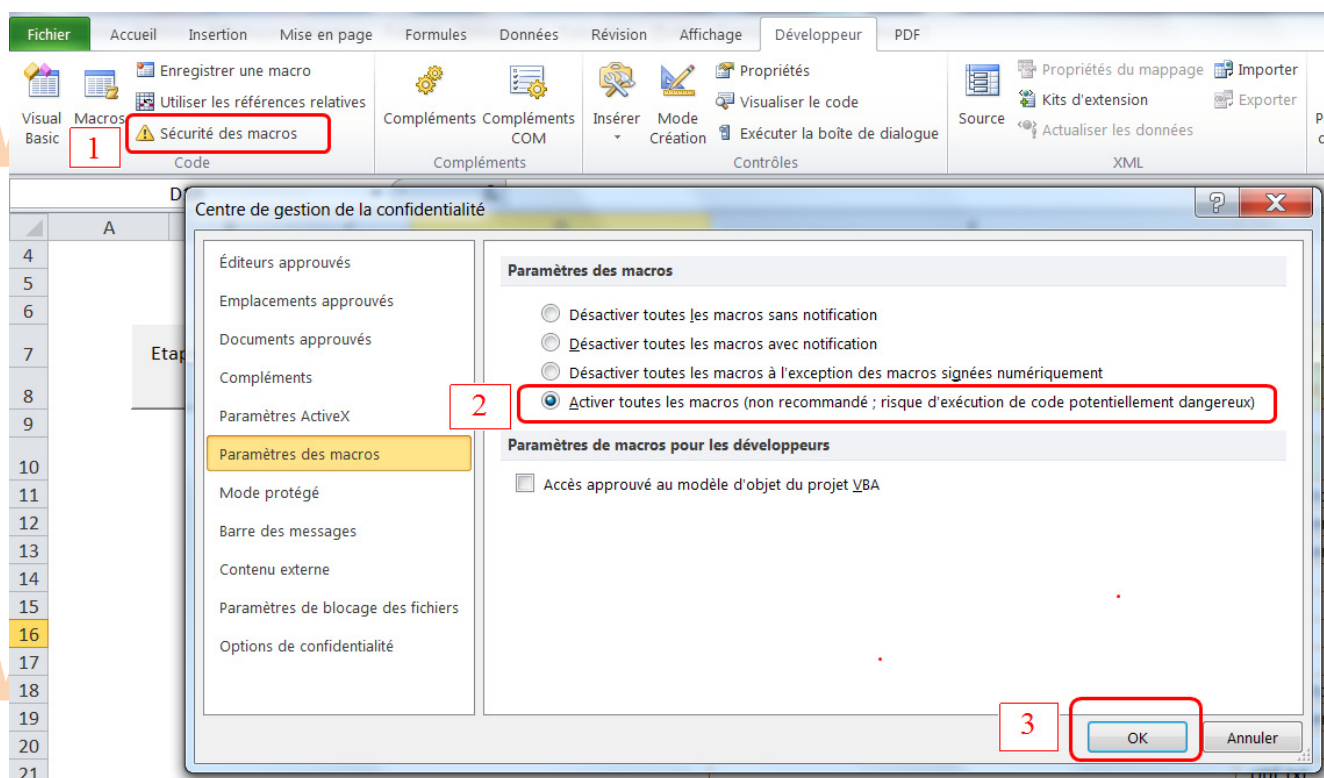 Fichier Accueil Insertion Mise en page Formules Données Révision Affichage Développeur PDF
Visual Basic
Macros
Enregistrer une macro
Utiliser les références relatives
Sécurité des macros
1
Code
Compléments
Compléments COM
Compléments
Insérer
Mode Création
Propriétés
Visualiser le code
Exécuter la boîte de dialogue
Contrôles
Source
Propriétés du mappage
Kits d'extension
Actualiser les données
Importer
Exporter
XML
Centre de gestion de la confidentialité
A
4
5
6
7
8
9
10
11
12
13
14
15
16
17
18
19
20
21
Etap
Éditeurs approuvés
Emplacements approuvés
Documents approuvés
Compléments
Paramètres ActiveX
Paramètres des macros
Mode protégé
Barre des messages
Contenu externe
Paramètres de blocage des fichiers
Options de confidentialité
Paramètres des macros
Désactiver toutes les macros sans notification
Désactiver toutes les macros avec notification
Désactiver toutes les macros à l'exception des macros signées numériquement
2
Activer toutes les macros (non recommandé ; risque d'exécution de code potentiellement dangereux)
Paramètres de macros pour les développeurs
Accès approuvé au modèle d'objet du projet VBA
3
OK
Annuler